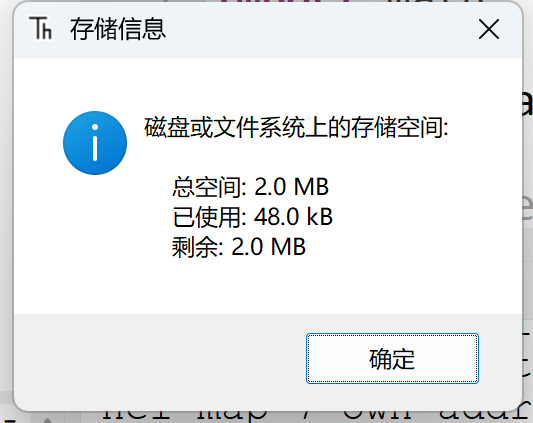 Th 存储信息
磁盘或文件系统上的存储空间:
总空间: 2.0 MB
已使用: 48.0 kB
剩余: 2.0 MB
确定